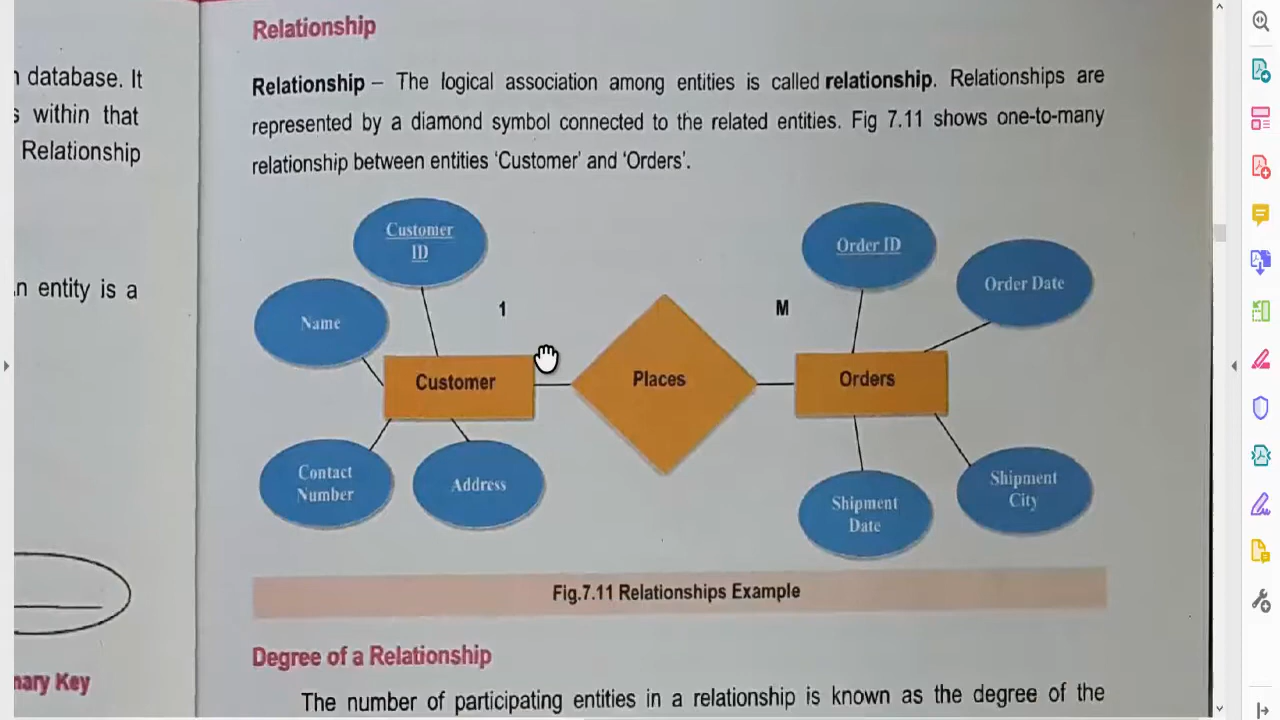 database. It
within that
Relationship
entity is a
Key
Relationship
Relationship – The logical association among entities is called relationship. Relationships are
represented by a diamond symbol connected to the related entities. Fig 7.11 shows one-to-many
relationship between entities ‘Customer’ and ‘Orders’.
Customer
ID
Name
1
Customer
Contact
Number
Address
Places
M
Order ID
Order Date
Orders
Shipment
Date
Shipment
City
Fig.7.11 Relationships Example
Degree of a Relationship
The number of participating entities in a relationship is known as the degree of the